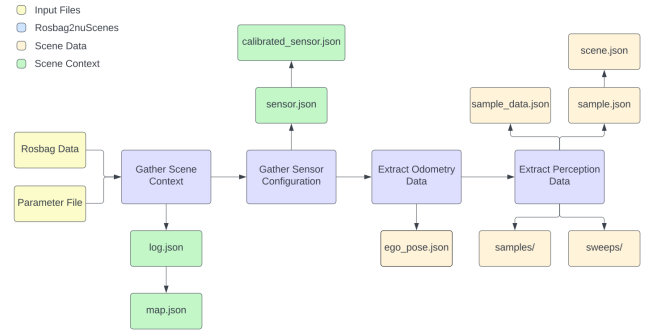 Input Files
Rosbag2nuScenes
Scene Data
Scene Context
calibrated_sensor.json
scene.json
sensor.json
sample_data.json
sample.json
Rosbag Data
Parameter File
Gather Scene
Context
Gather Sensor
Configuration
Extract Odometry
Data
Extract Perception
Data
log.json
ego_pose.json
samples/
sweeps/
map.json